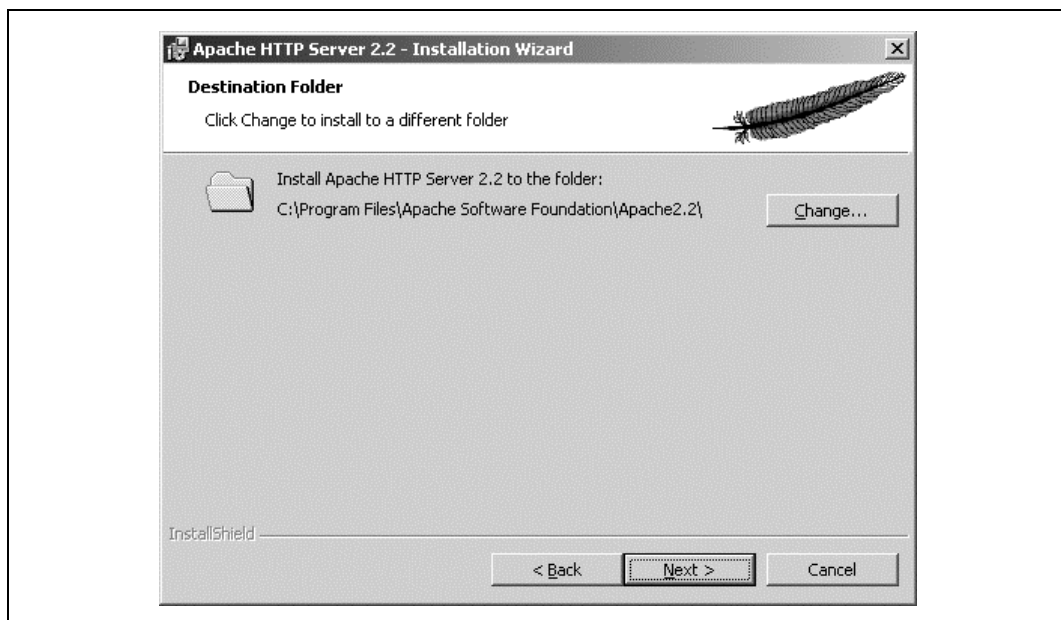 Apache HTTP Server 2.2 - Installation Wizard
Destination Folder
Click Change to install to a different folder
Install Apache HTTP Server 2.2 to the folder:
C:\Program Files\Apache Software Foundation\Apache2.2\
Change...
InstallShield
< Back
Next >
Cancel